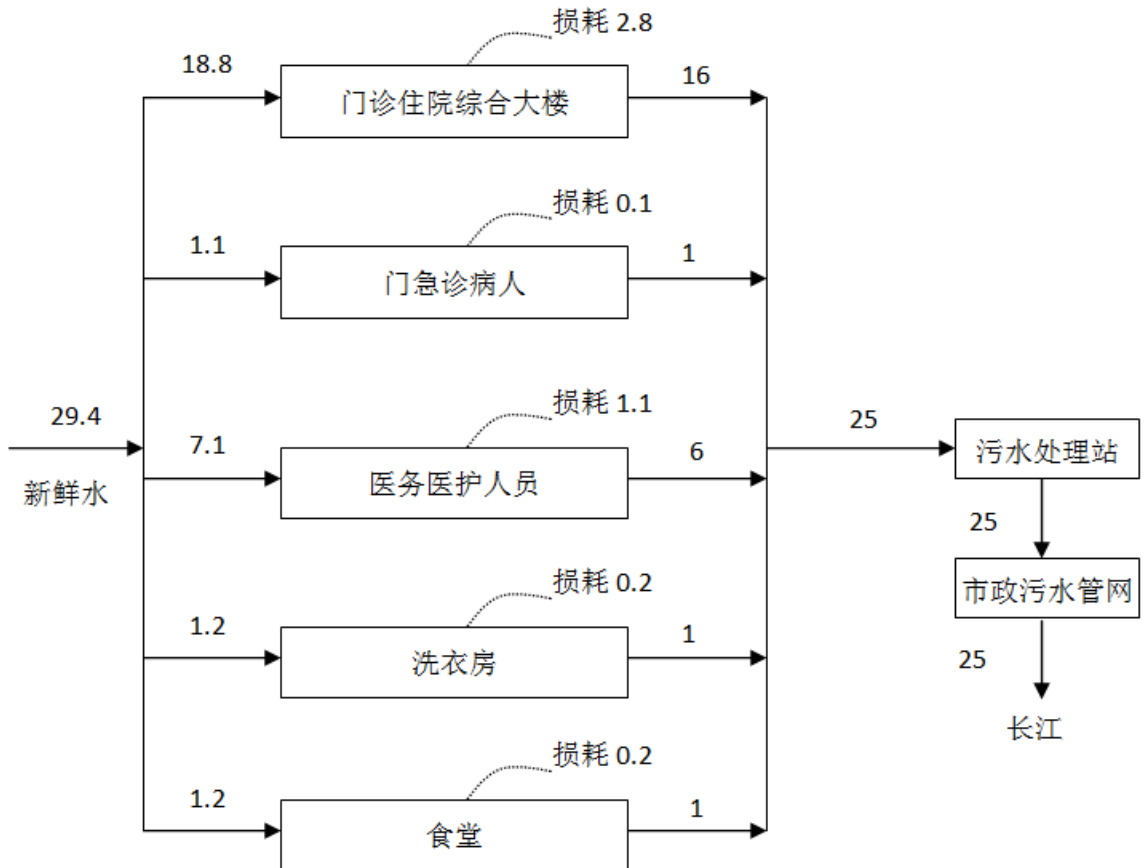 损耗 2.8
18.8
门诊住院综合大楼
16
损耗 0.1
1.1
门急诊病人
1
损耗 1.1
29.4
新鲜水
7.1
医务医护人员
6
25
污水处理站
25
市政污水管网
25
长江
损耗 0.2
1.2
洗衣房
1
损耗 0.2
1.2
食堂
1